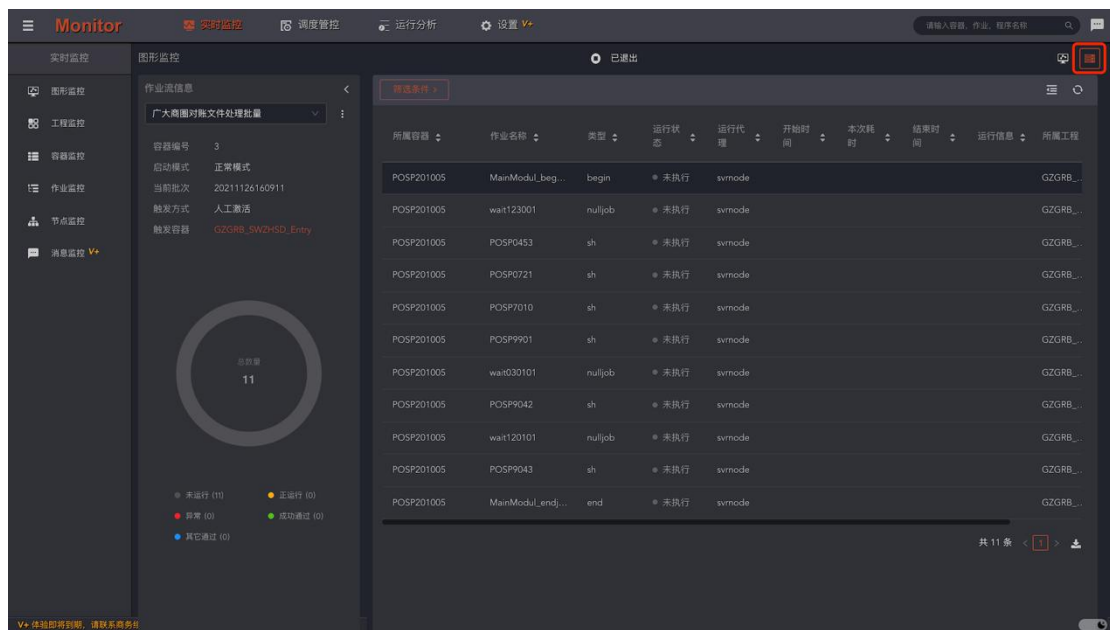 Monitor
实时监控
调度管控
运行分析
设置 V+
请输入容器、作业、程序名称
实时监控
图形监控
已退出
图形监控
工程监控
容器监控
作业监控
节点监控
消息监控 V+
作业流信息
广大商圈对账文件处理批量
容器编号 3
启动模式 正常模式
当前批次 20211126160911
触发方式 人工激活
触发容器 GZGRB_SWZHSD_Entry
总数量
11
未运行 (11) 正运行 (0)
异常 (0) 成功通过 (0)
其它通过 (0)
筛选条件 >
所属容器 作业名称 类型 运行状态 运行代理 开始时间 本次耗时 结束时间 运行信息 所属工程
POSP201005 MainModul_beg... begin 未执行 svrnode GZGRB_...
POSP201005 wait123001 nulljob 未执行 svrnode GZGRB_...
POSP201005 POSP0453 sh 未执行 svrnode GZGRB_...
POSP201005 POSP0721 sh 未执行 svrnode GZGRB_...
POSP201005 POSP7010 sh 未执行 svrnode GZGRB_...
POSP201005 POSP9901 sh 未执行 svrnode GZGRB_...
POSP201005 wait030101 nulljob 未执行 svrnode GZGRB_...
POSP201005 POSP9042 sh 未执行 svrnode GZGRB_...
POSP201005 wait120101 nulljob 未执行 svrnode GZGRB_...
POSP201005 POSP9043 sh 未执行 svrnode GZGRB_...
POSP201005 MainModul_endj... end 未执行 svrnode GZGRB_...
共 11 条 < 1 >
V+ 体验即将到期，请联系商务